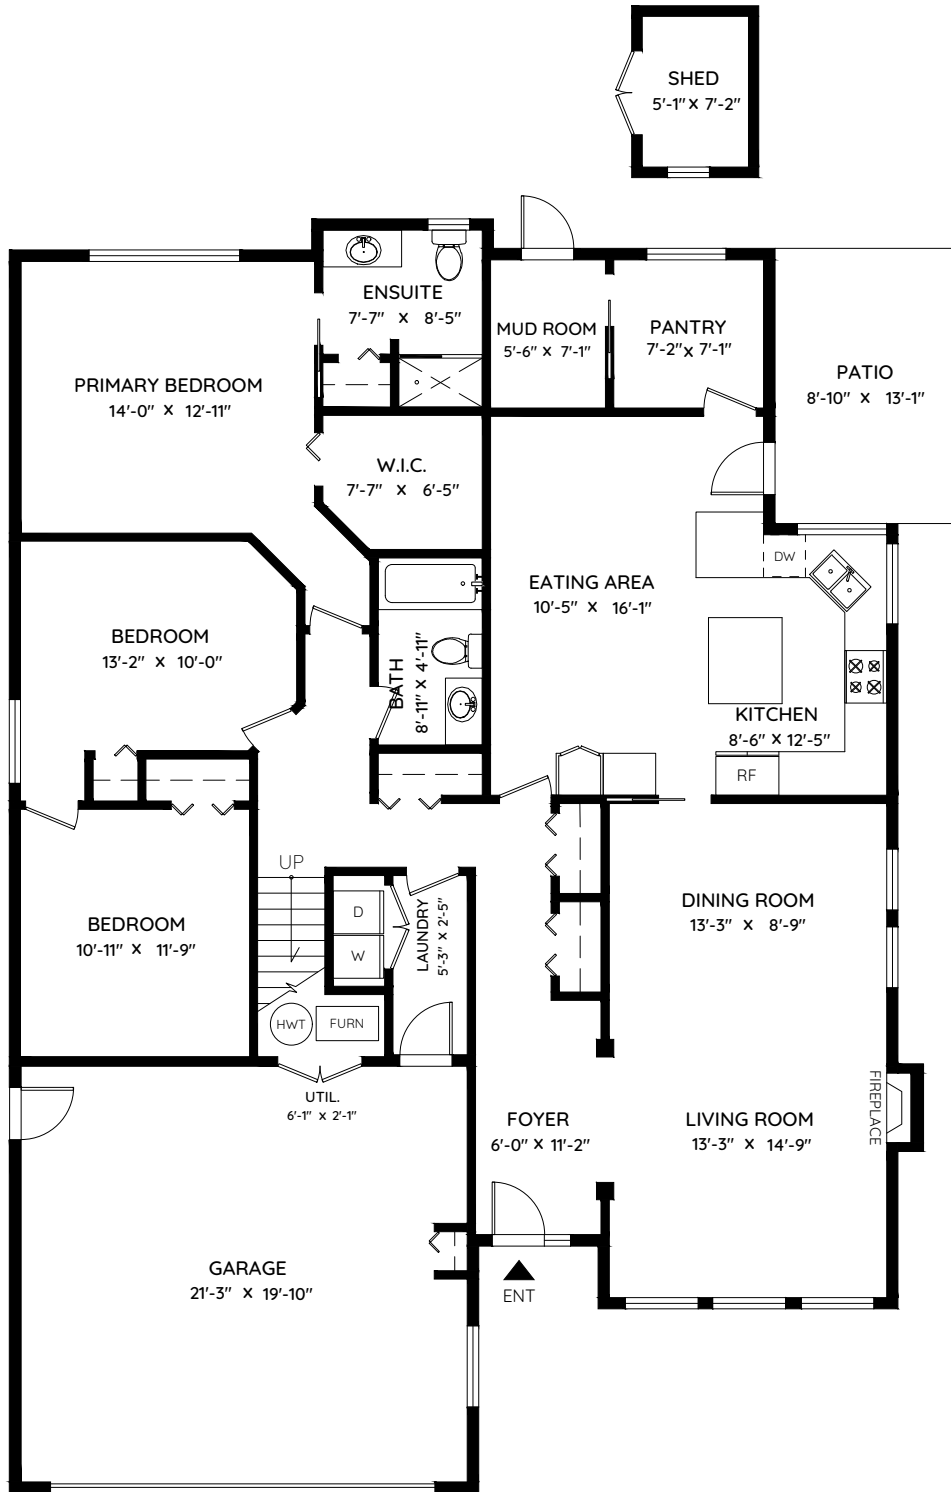 SHED
5'-1" x 7'-2"
ENSUITE
7'-7" x 8'-5"
MUD ROOM
5'-6" x 7'-1"
PANTRY
7'-2" x 7'-1"
PRIMARY BEDROOM
14'-0" x 12'-11"
PATIO
8'-10" x 13'-1"
W.I.C.
7'-7" x 6'-5"
DW
EATING AREA
10'-5" x 16'-1"
BEDROOM
13'-2" x 10'-0"
BATH
8'-11" x 4'-11"
KITCHEN
8'-6" x 12'-5"
RF
UP
D
W
LAUNDRY
5'-3" x 2'-5"
DINING ROOM
13'-3" x 8'-9"
BEDROOM
10'-11" x 11'-9"
HWT
FURN
UTIL.
6'-1" x 2'-1"
FOYER
6'-0" x 11'-2"
LIVING ROOM
13'-3" x 14'-9"
FIREPLACE
GARAGE
21'-3" x 19'-10"
ENT